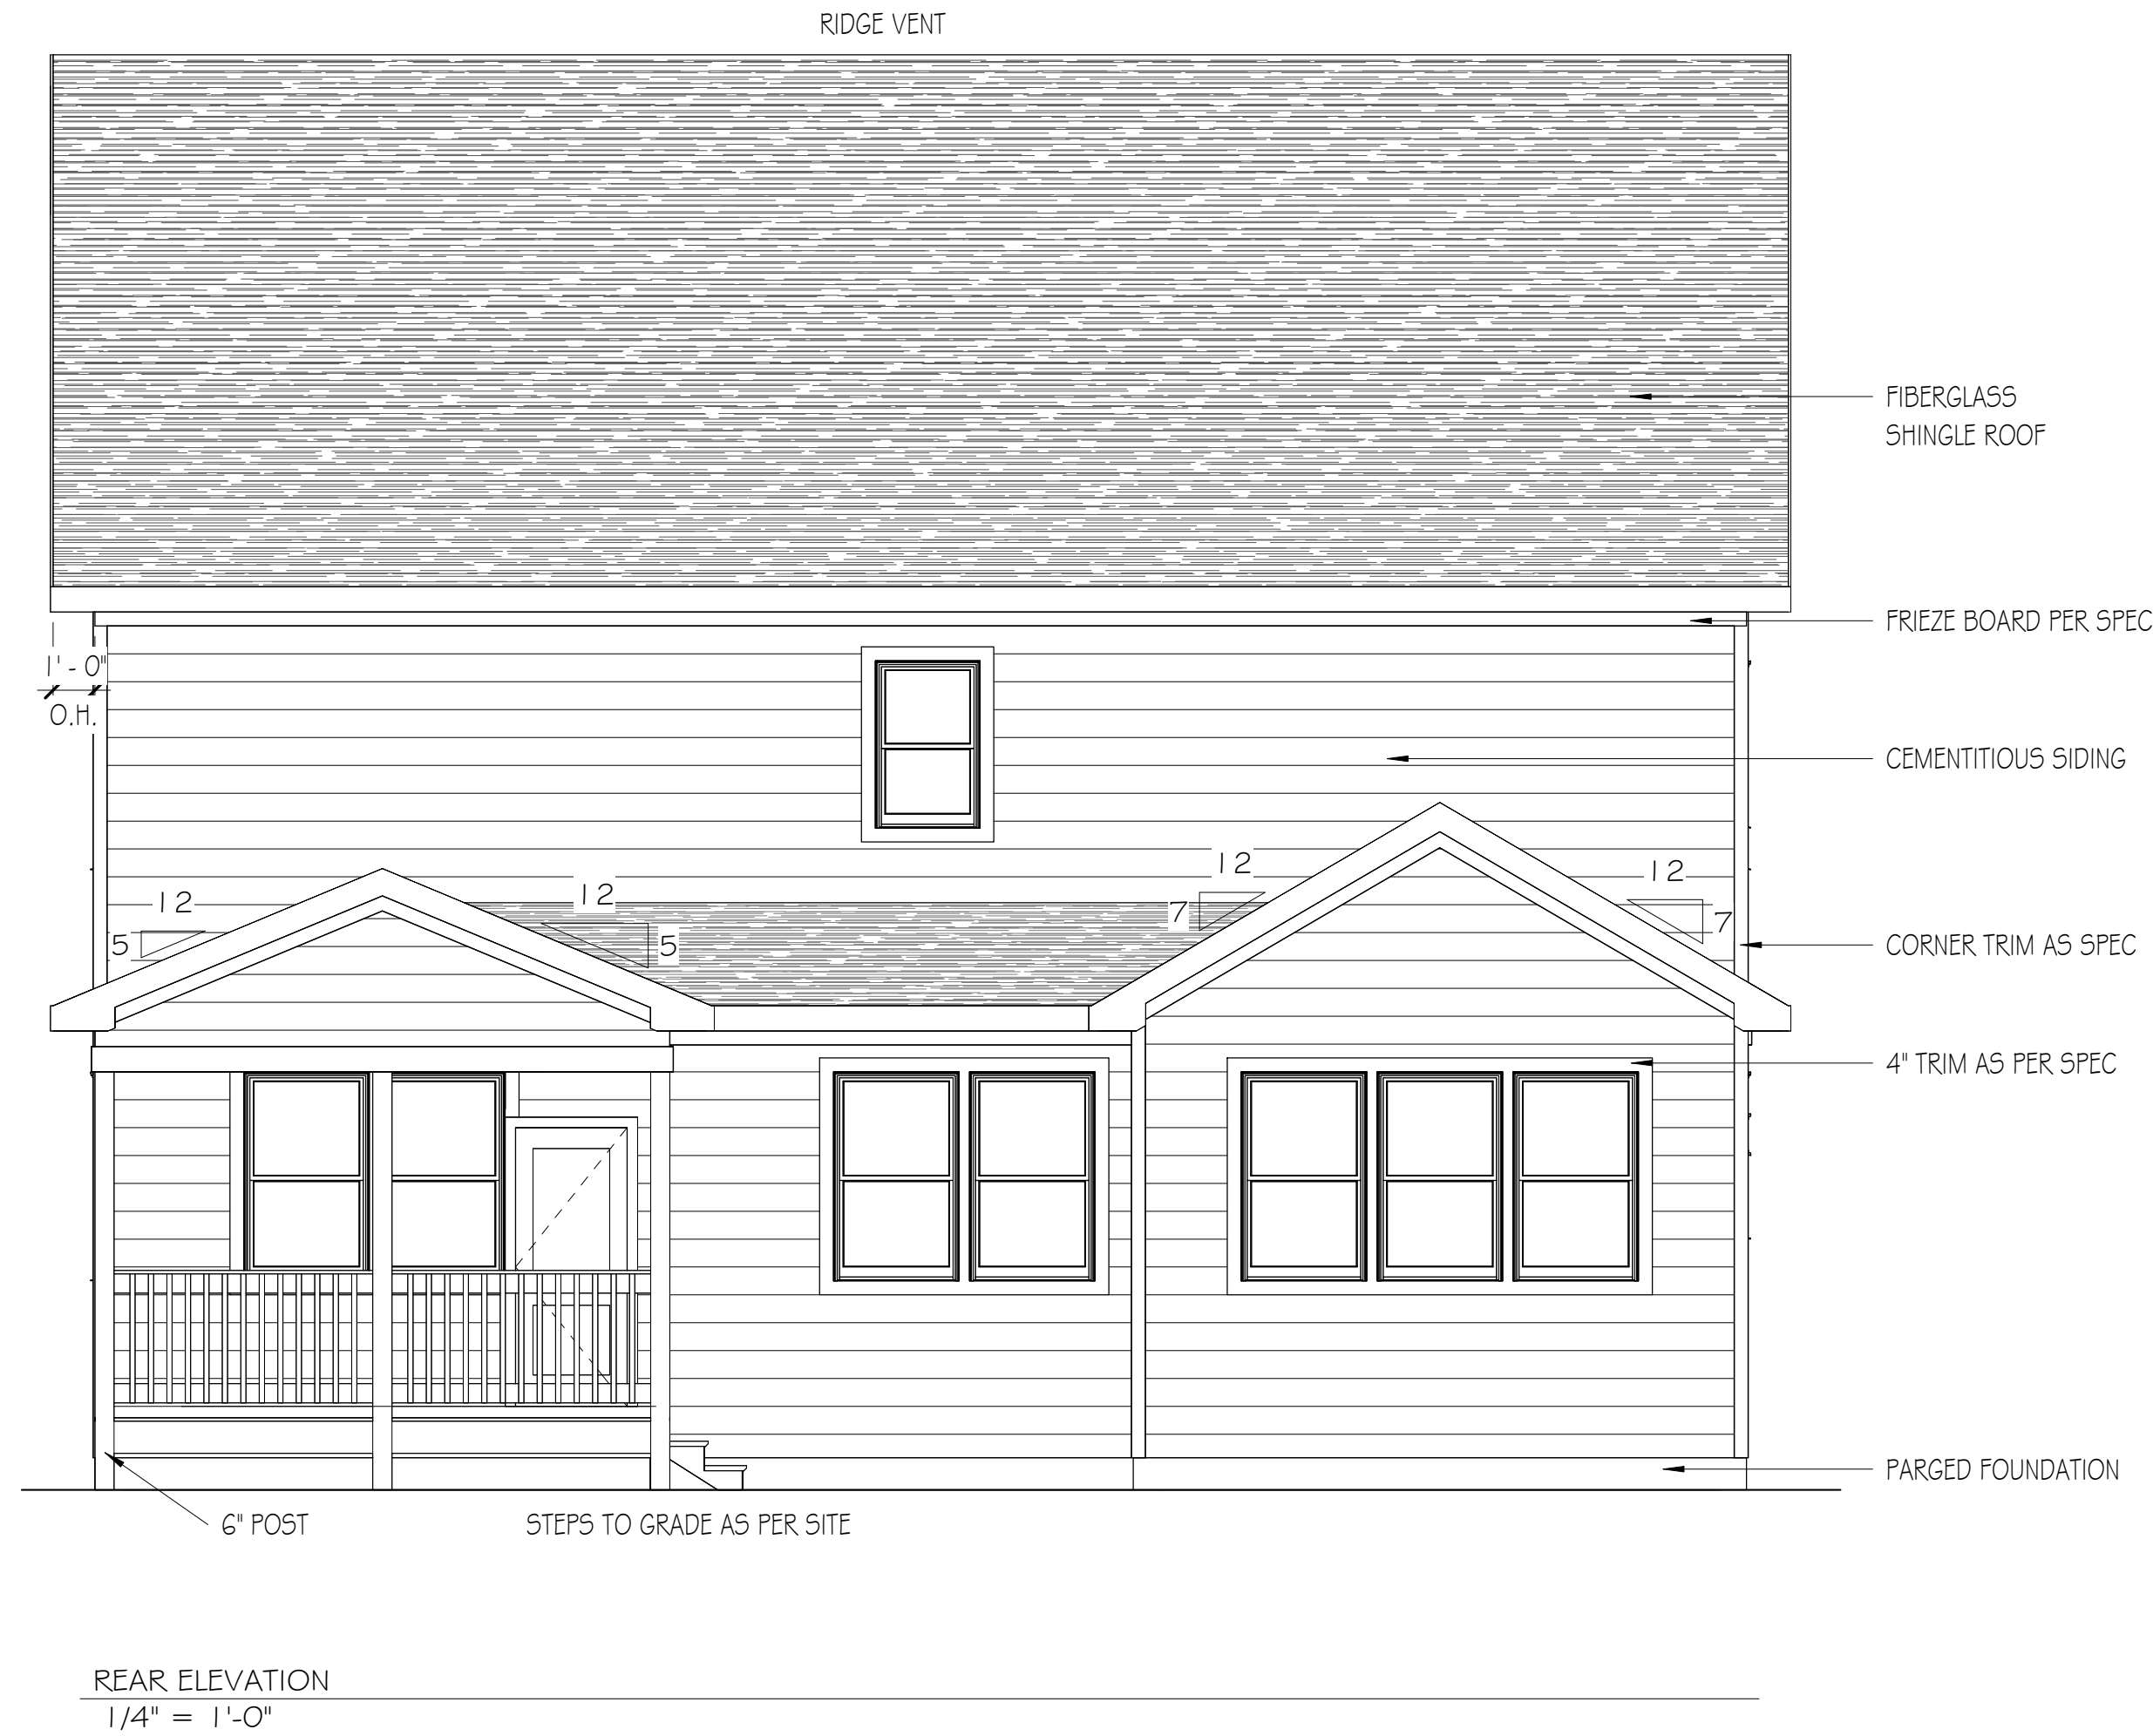 RIDGE VENT
FIBERGLASS
SHINGLE ROOF
FRIEZE BOARD PER SPEC
1'-0"
O.H.
CEMENTITIOUS SIDING
12
12
12
12
5
5
7
7
CORNER TRIM AS SPEC
4" TRIM AS PER SPEC
PARGED FOUNDATION
6" POST
STEPS TO GRADE AS PER SITE
REAR ELEVATION
1/4" = 1'-0"